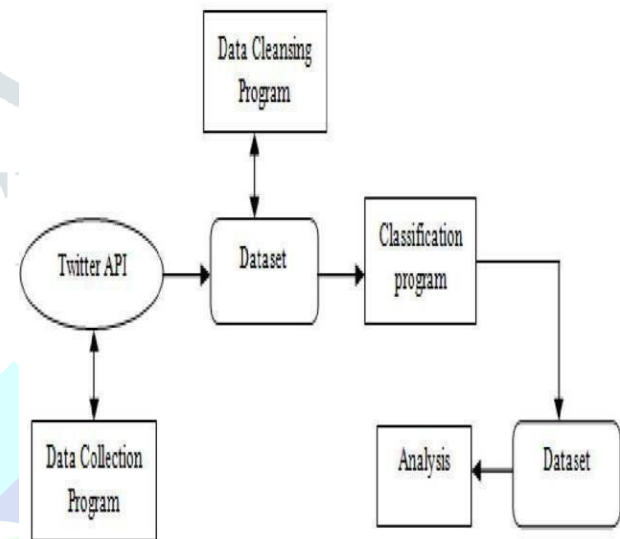 Data Cleansing
Program
Twitter API
Dataset
Classification
program
Data Collection
Program
Analysis
Dataset